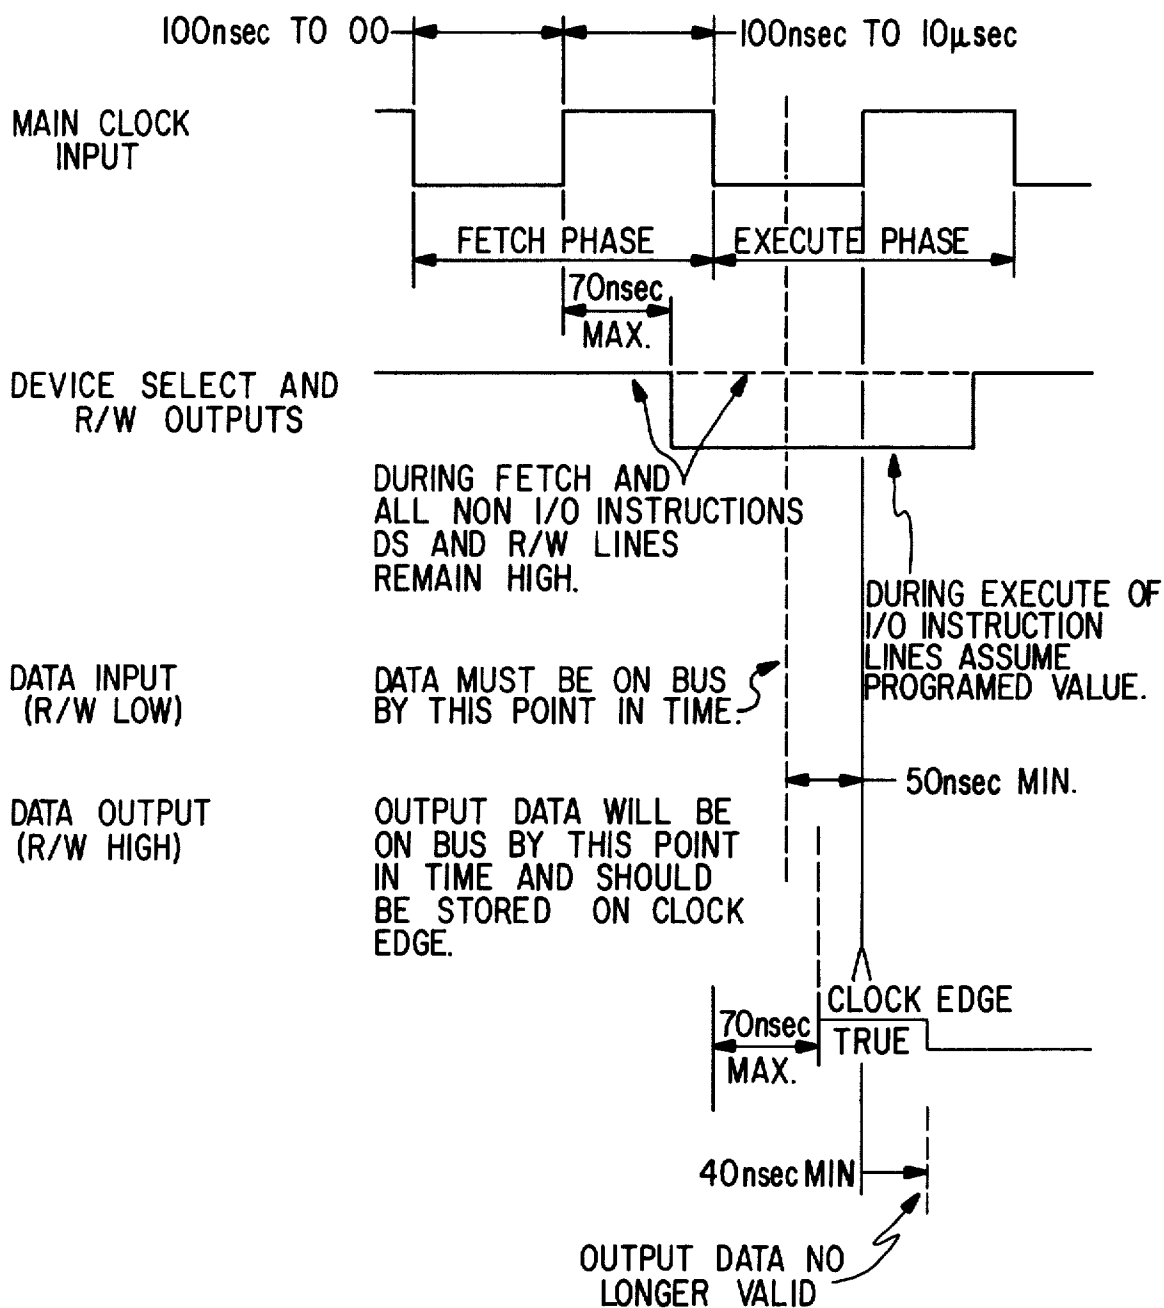 100nsec TO 00
100nsec TO 10μsec
MAIN CLOCK
INPUT
FETCH PHASE
EXECUTE PHASE
70nsec
MAX.
DEVICE SELECT AND
R/W OUTPUTS
DURING FETCH AND
ALL NON I/O INSTRUCTIONS
DS AND R/W LINES
REMAIN HIGH.
DURING EXECUTE OF
I/O INSTRUCTION
LINES ASSUME
PROGRAMED VALUE.
DATA INPUT
(R/W LOW)
DATA MUST BE ON BUS
BY THIS POINT IN TIME.
50nsec MIN.
DATA OUTPUT
(R/W HIGH)
OUTPUT DATA WILL BE
ON BUS BY THIS POINT
IN TIME AND SHOULD
BE STORED ON CLOCK
EDGE.
CLOCK EDGE
70nsec
MAX.
TRUE
40nsec MIN
OUTPUT DATA NO
LONGER VALID